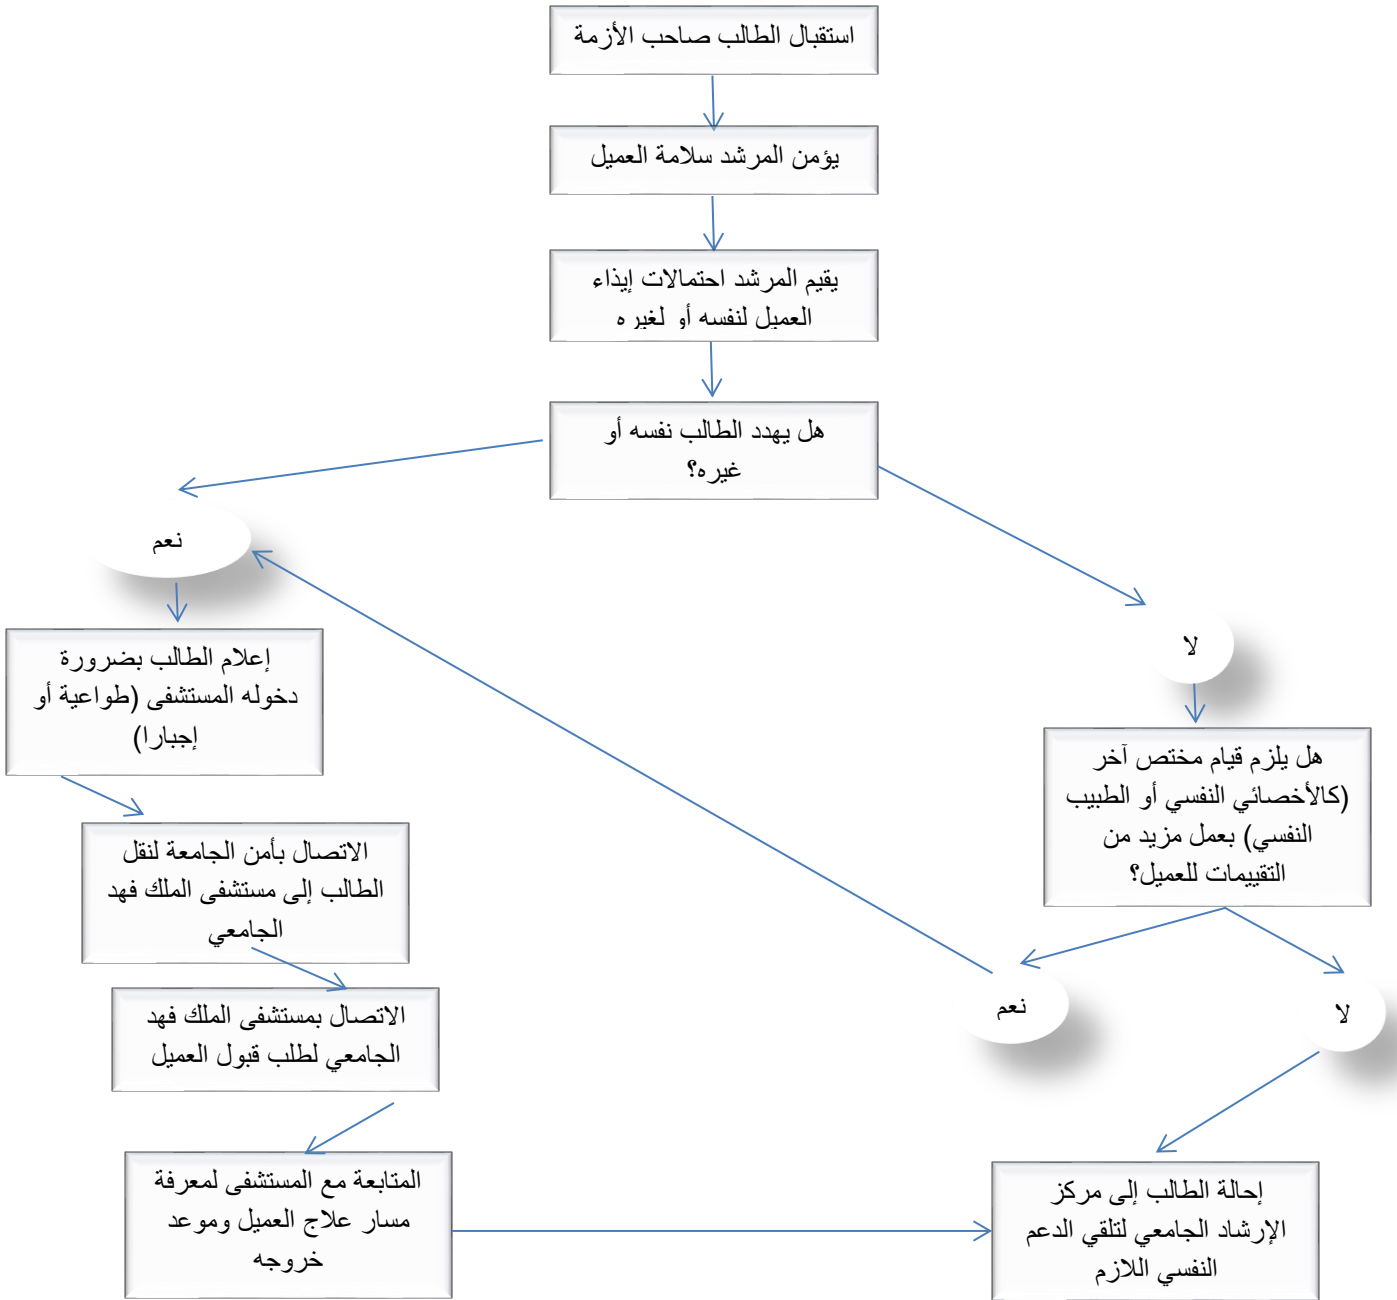 استقبال الطالب صاحب الأزمة
يؤمن المرشد سلامة العميل
يقيم المرشد احتمالات إيذاء
العميل لنفسه أو لغيره
هل يهدد الطالب نفسه أو
غيره؟
نعم
إعلام الطالب بضرورة
دخوله المستشفى (طواعية أو
إجبارا)
الاتصال بأمن الجامعة لنقل
الطالب إلى مستشفى الملك فهد
الجامعي
الاتصال بمستشفى الملك فهد
الجامعي لطلب قبول العميل
المتابعة مع المستشفى لمعرفة
مسار علاج العميل وموعد
خروجه
لا
هل يلزم قيام مختص آخر
(كالأخصائي النفسي أو الطبيب
النفسي) بعمل مزيد من
التقييمات للعميل؟
نعم
لا
إحالة الطالب إلى مركز
الإرشاد الجامعي لتلقي الدعم
النفسي اللازم